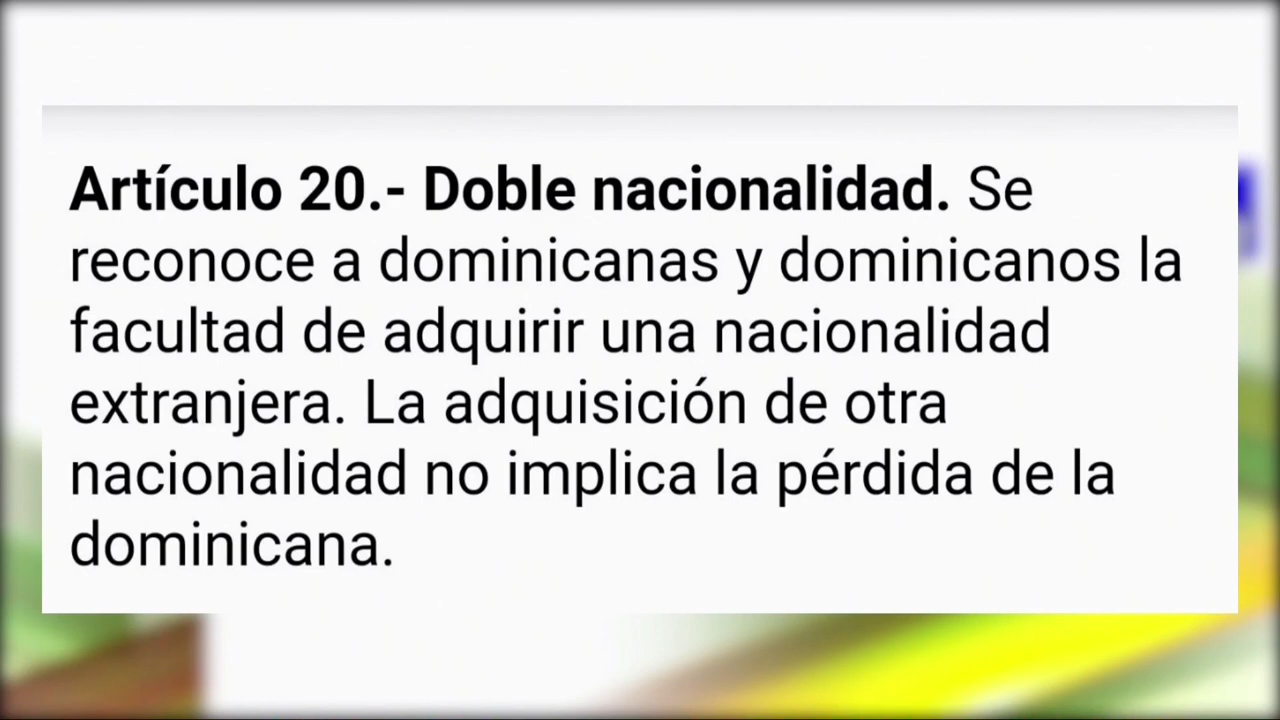 Artículo 20.- Doble nacionalidad. Se
reconoce a dominicanas y dominicanos la
facultad de adquirir una nacionalidad
extranjera. La adquisición de otra
nacionalidad no implica la pérdida de la
dominicana.